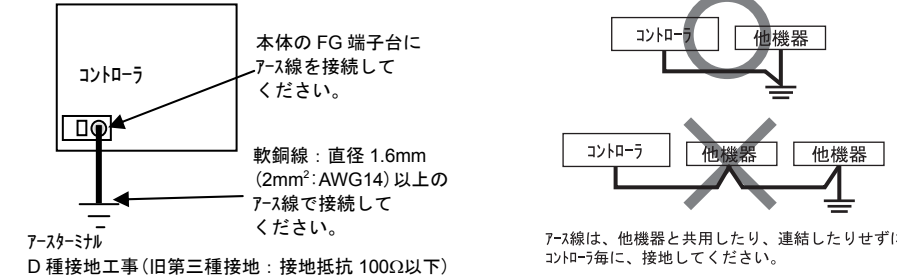 コントローラ
本体の FG 端子台に
アース線を接続して
ください。
軟銅線：直径 1.6mm
（2mm²：AWG14）以上の
アース線で接続して
ください。
アースターミナル
D 種接地工事（旧第三種接地：接地抵抗 100Ω以下）
コントローラ
他機器
コントローラ
他機器
他機器
アース線は、他機器と共用したり、連結したりせずに
コントローラ毎に、接地してください。